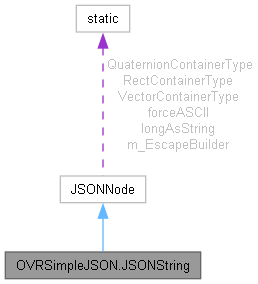 static
QuaternionContainerType
RectContainerType
VectorContainerType
forceASCII
longAsString
m_EscapeBuilder
JSONNode
OVRSimpleJSON.JSONString